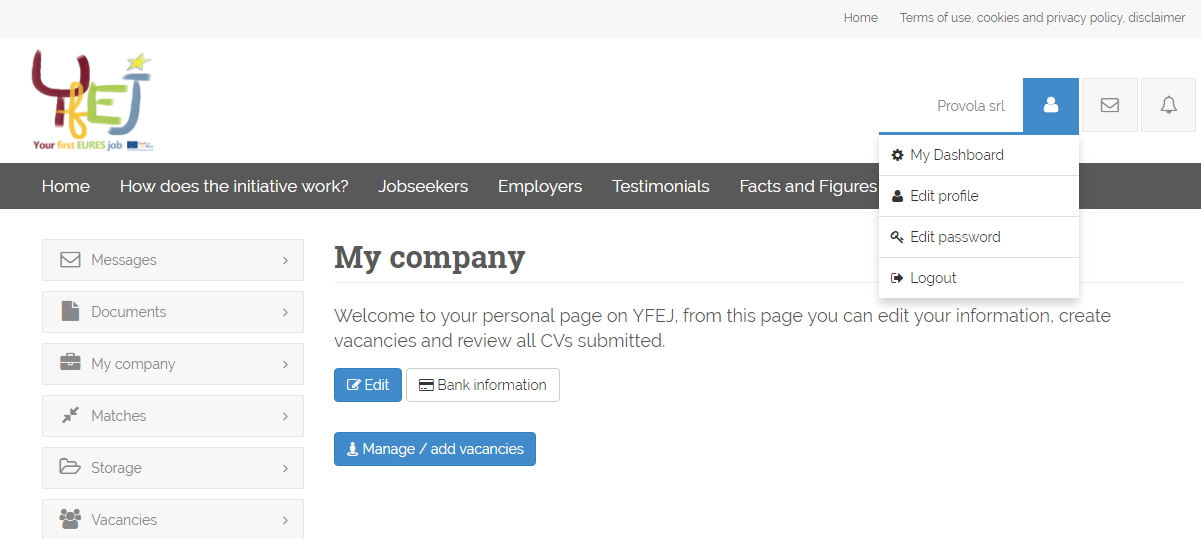 Home Terms of use, cookies and privacy policy, disclaimer
YfEJ
Your first EURES job
Provola srl
My Dashboard
Edit profile
Edit password
Logout
Home How does the initiative work? Jobseekers Employers Testimonials Facts and Figures
Messages
Documents
My company
Matches
Storage
Vacancies
My company
Welcome to your personal page on YFEJ, from this page you can edit your information, create
vacancies and review all CVs submitted.
Edit Bank information
Manage / add vacancies